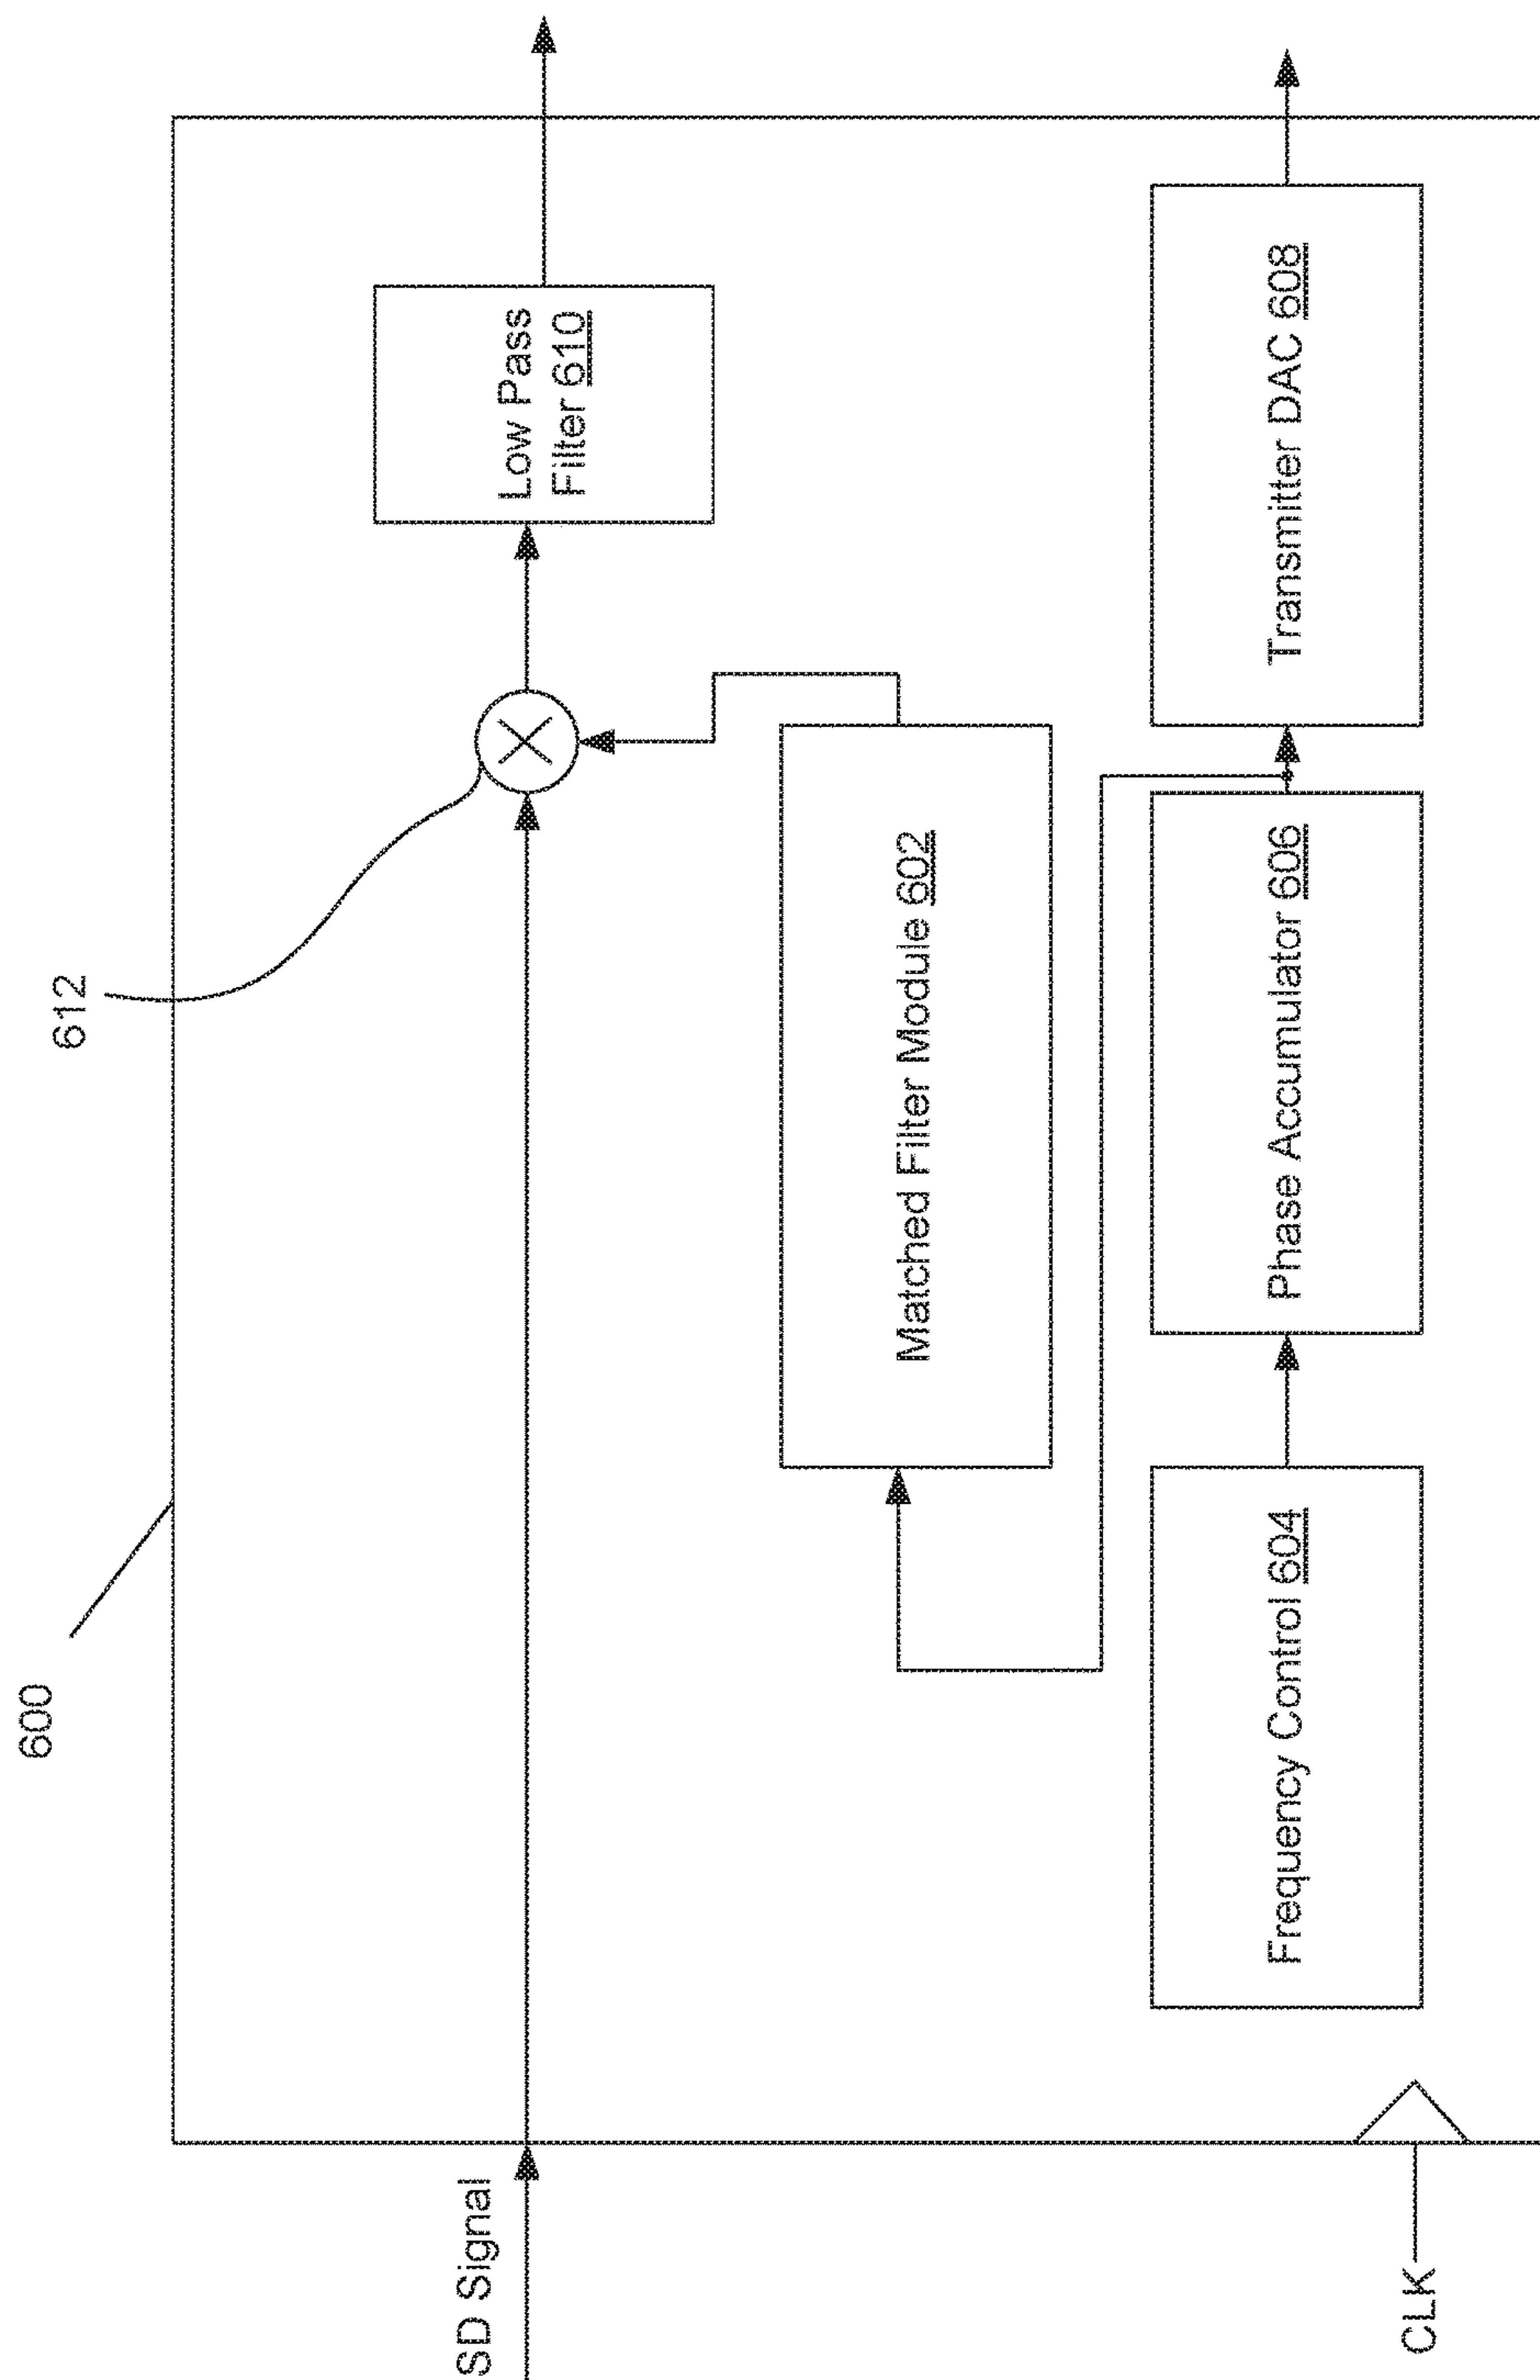 600
612
SD Signal
Low Pass
Filter 610
Matched Filter Module 602
CLK
Frequency Control 604
Phase Accumulator 606
Transmitter DAC 608